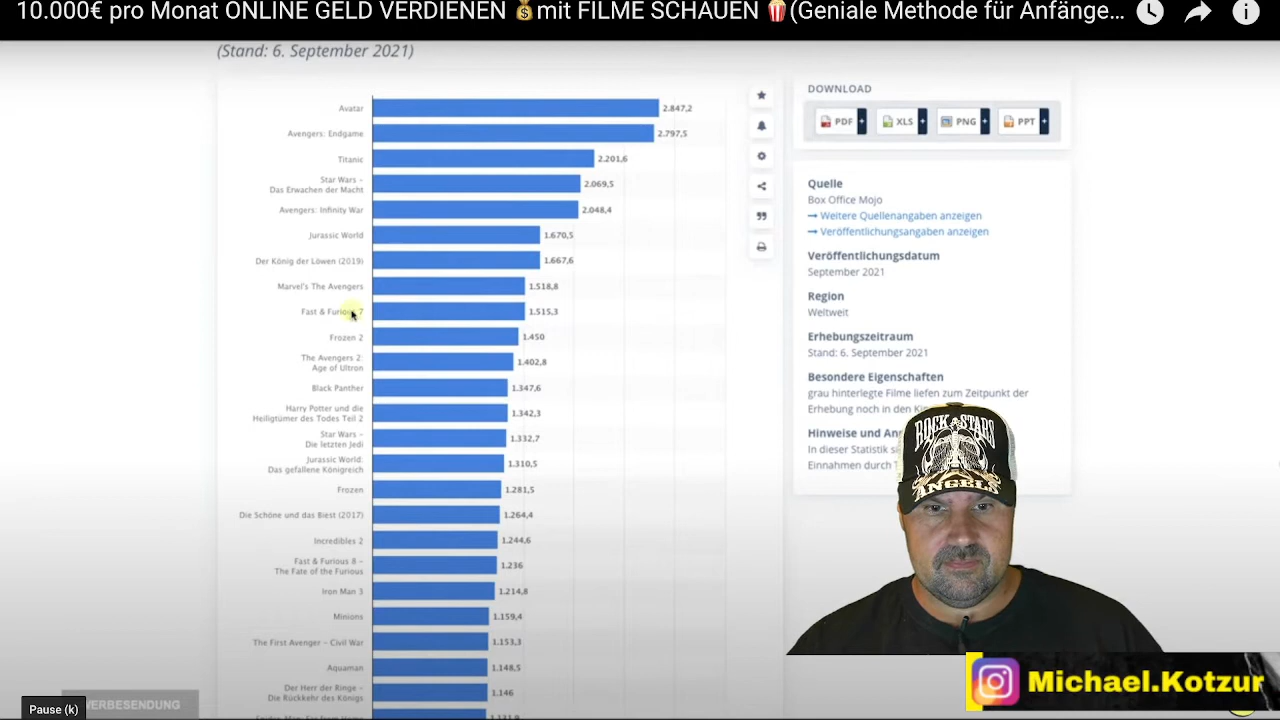 10.000€ pro Monat ONLINE GELD VERDIENEN 💰mit FILME SCHAUEN 🍿(Geniale Methode für Anfänge...
(Stand: 6. September 2021)
Avatar 2.847,2
Avengers: Endgame 2.797,5
Titanic 2.201,6
Star Wars –
Das Erwachen der Macht 2.069,5
Avengers: Infinity War 2.048,4
Jurassic World 1.670,5
Der König der Löwen (2019) 1.667,6
Marvel's The Avengers 1.518,8
Fast & Furious 7 1.515,3
Frozen 2 1.450
The Avengers 2:
Age of Ultron 1.402,8
Black Panther 1.347,6
Harry Potter und die
Heiligtümer des Todes Teil 2 1.342,3
Star Wars –
Die letzten Jedi 1.332,7
Jurassic World:
Das gefallene Königreich 1.310,5
Frozen 1.281,5
Die Schöne und das Biest (2017) 1.264,4
Incredibles 2 1.244,6
Fast & Furious 8 –
The Fate of the Furious 1.236
Iron Man 3 1.214,8
Minions 1.159,4
The First Avenger – Civil War 1.153,3
Aquaman 1.148,5
Der Herr der Ringe –
Die Rückkehr des Königs 1.146
DOWNLOAD
PDF + XLS + PNG + PPT +
Quelle
Box Office Mojo
→ Weitere Quellenangaben anzeigen
→ Veröffentlichungsangaben anzeigen
Veröffentlichungsdatum
September 2021
Region
Weltweit
Erhebungszeitraum
Stand: 6. September 2021
Besondere Eigenschaften
grau hinterlegte Filme liefen zum Zeitpunkt der
Erhebung noch in den
Hinweise und
In dieser Statistik
Einnahmen durch
ROCK STARS
ANGELS
Michael.Kotzur
Pause (k)
ERBESENDUNG